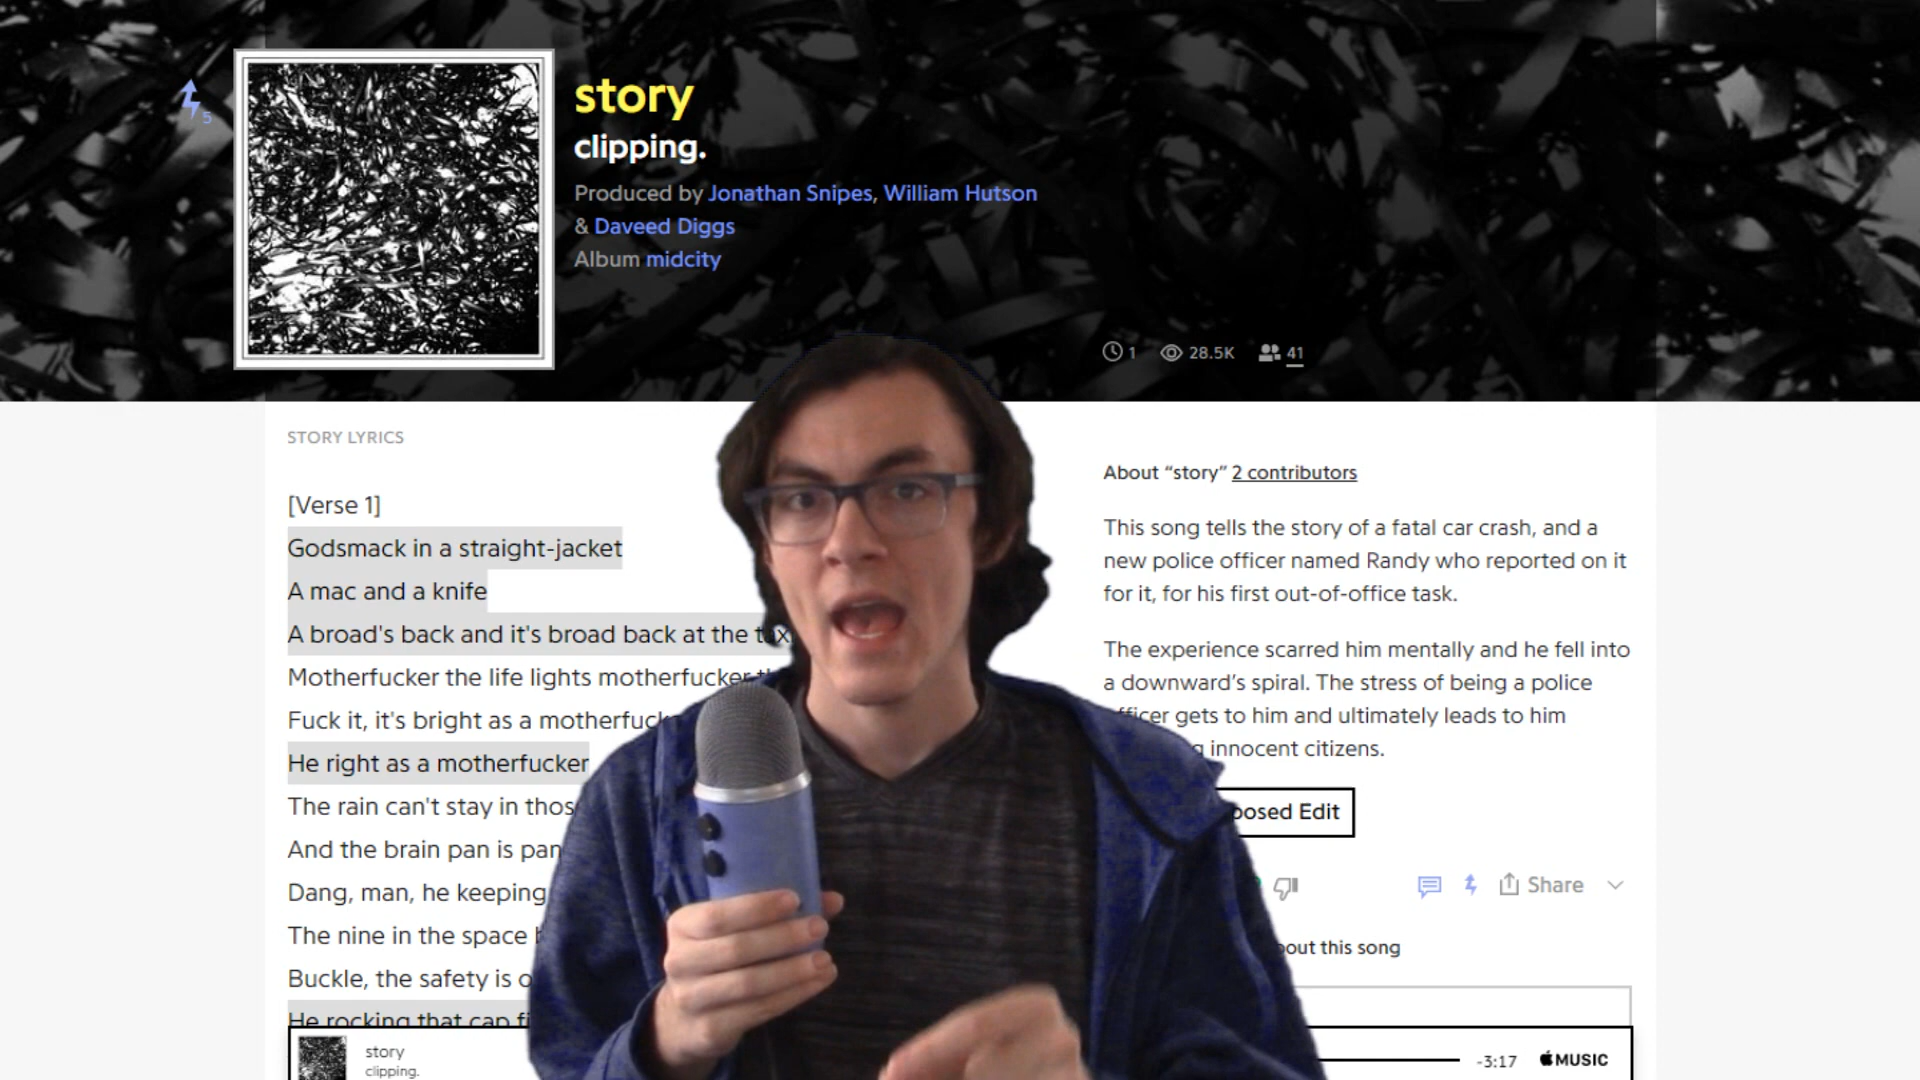 5
story
clipping.
Produced by Jonathan Snipes, William Hutson
& Daveed Diggs
Album midcity
1 28.5K 41
STORY LYRICS
[Verse 1]
Godsmack in a straight-jacket
A mac and a knife
A broad's back and it's broad back at the
Motherfucker the life lights motherfucker
Fuck it, it's bright as a
He right as a motherfucker
The rain can't stay in
And the brain pan is
Dang, man, he keeping
The nine in the space
Buckle, the safety is
He rocking that cap
About “story” 2 contributors
This song tells the story of a fatal car crash, and a
new police officer named Randy who reported on it
for it, for his first out-of-office task.
The experience scarred him mentally and he fell into
a downward’s spiral. The stress of being a police
gets to him and ultimately leads to him
innocent citizens.
Edit
Share
this song
story
clipping.
-3:17 MUSIC